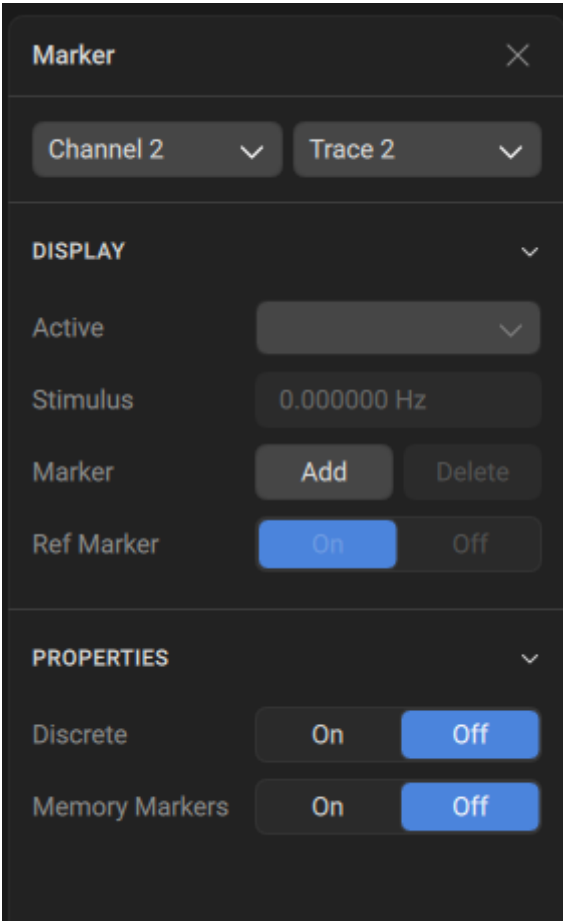 Marker
Channel 2 Trace 2
DISPLAY
Active
Stimulus 0.000000 Hz
Marker Add Delete
Ref Marker On Off
PROPERTIES
Discrete On Off
Memory Markers On Off